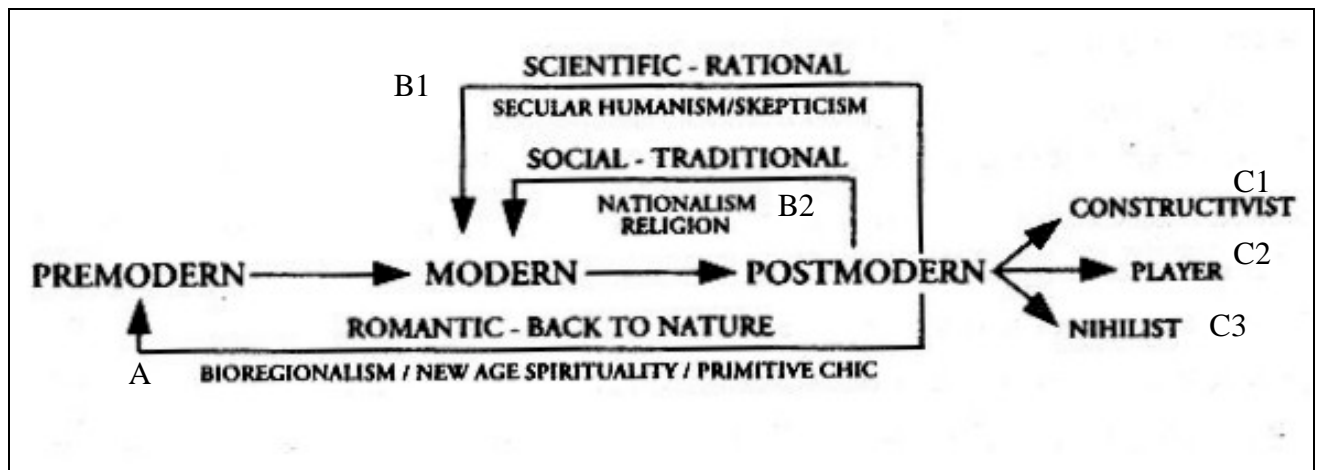 SCIENTIFIC - RATIONAL
B1
SECULAR HUMANISM/SKEPTICISM
SOCIAL - TRADITIONAL
NATIONALISM B2
RELIGION
C1
CONSTRUCTIVIST
C2
PREMODERN MODERN POSTMODERN PLAYER
ROMANTIC - BACK TO NATURE
NIHILIST C3
A
BIOREGIONALISM / NEW AGE SPIRITUALITY / PRIMITIVE CHIC